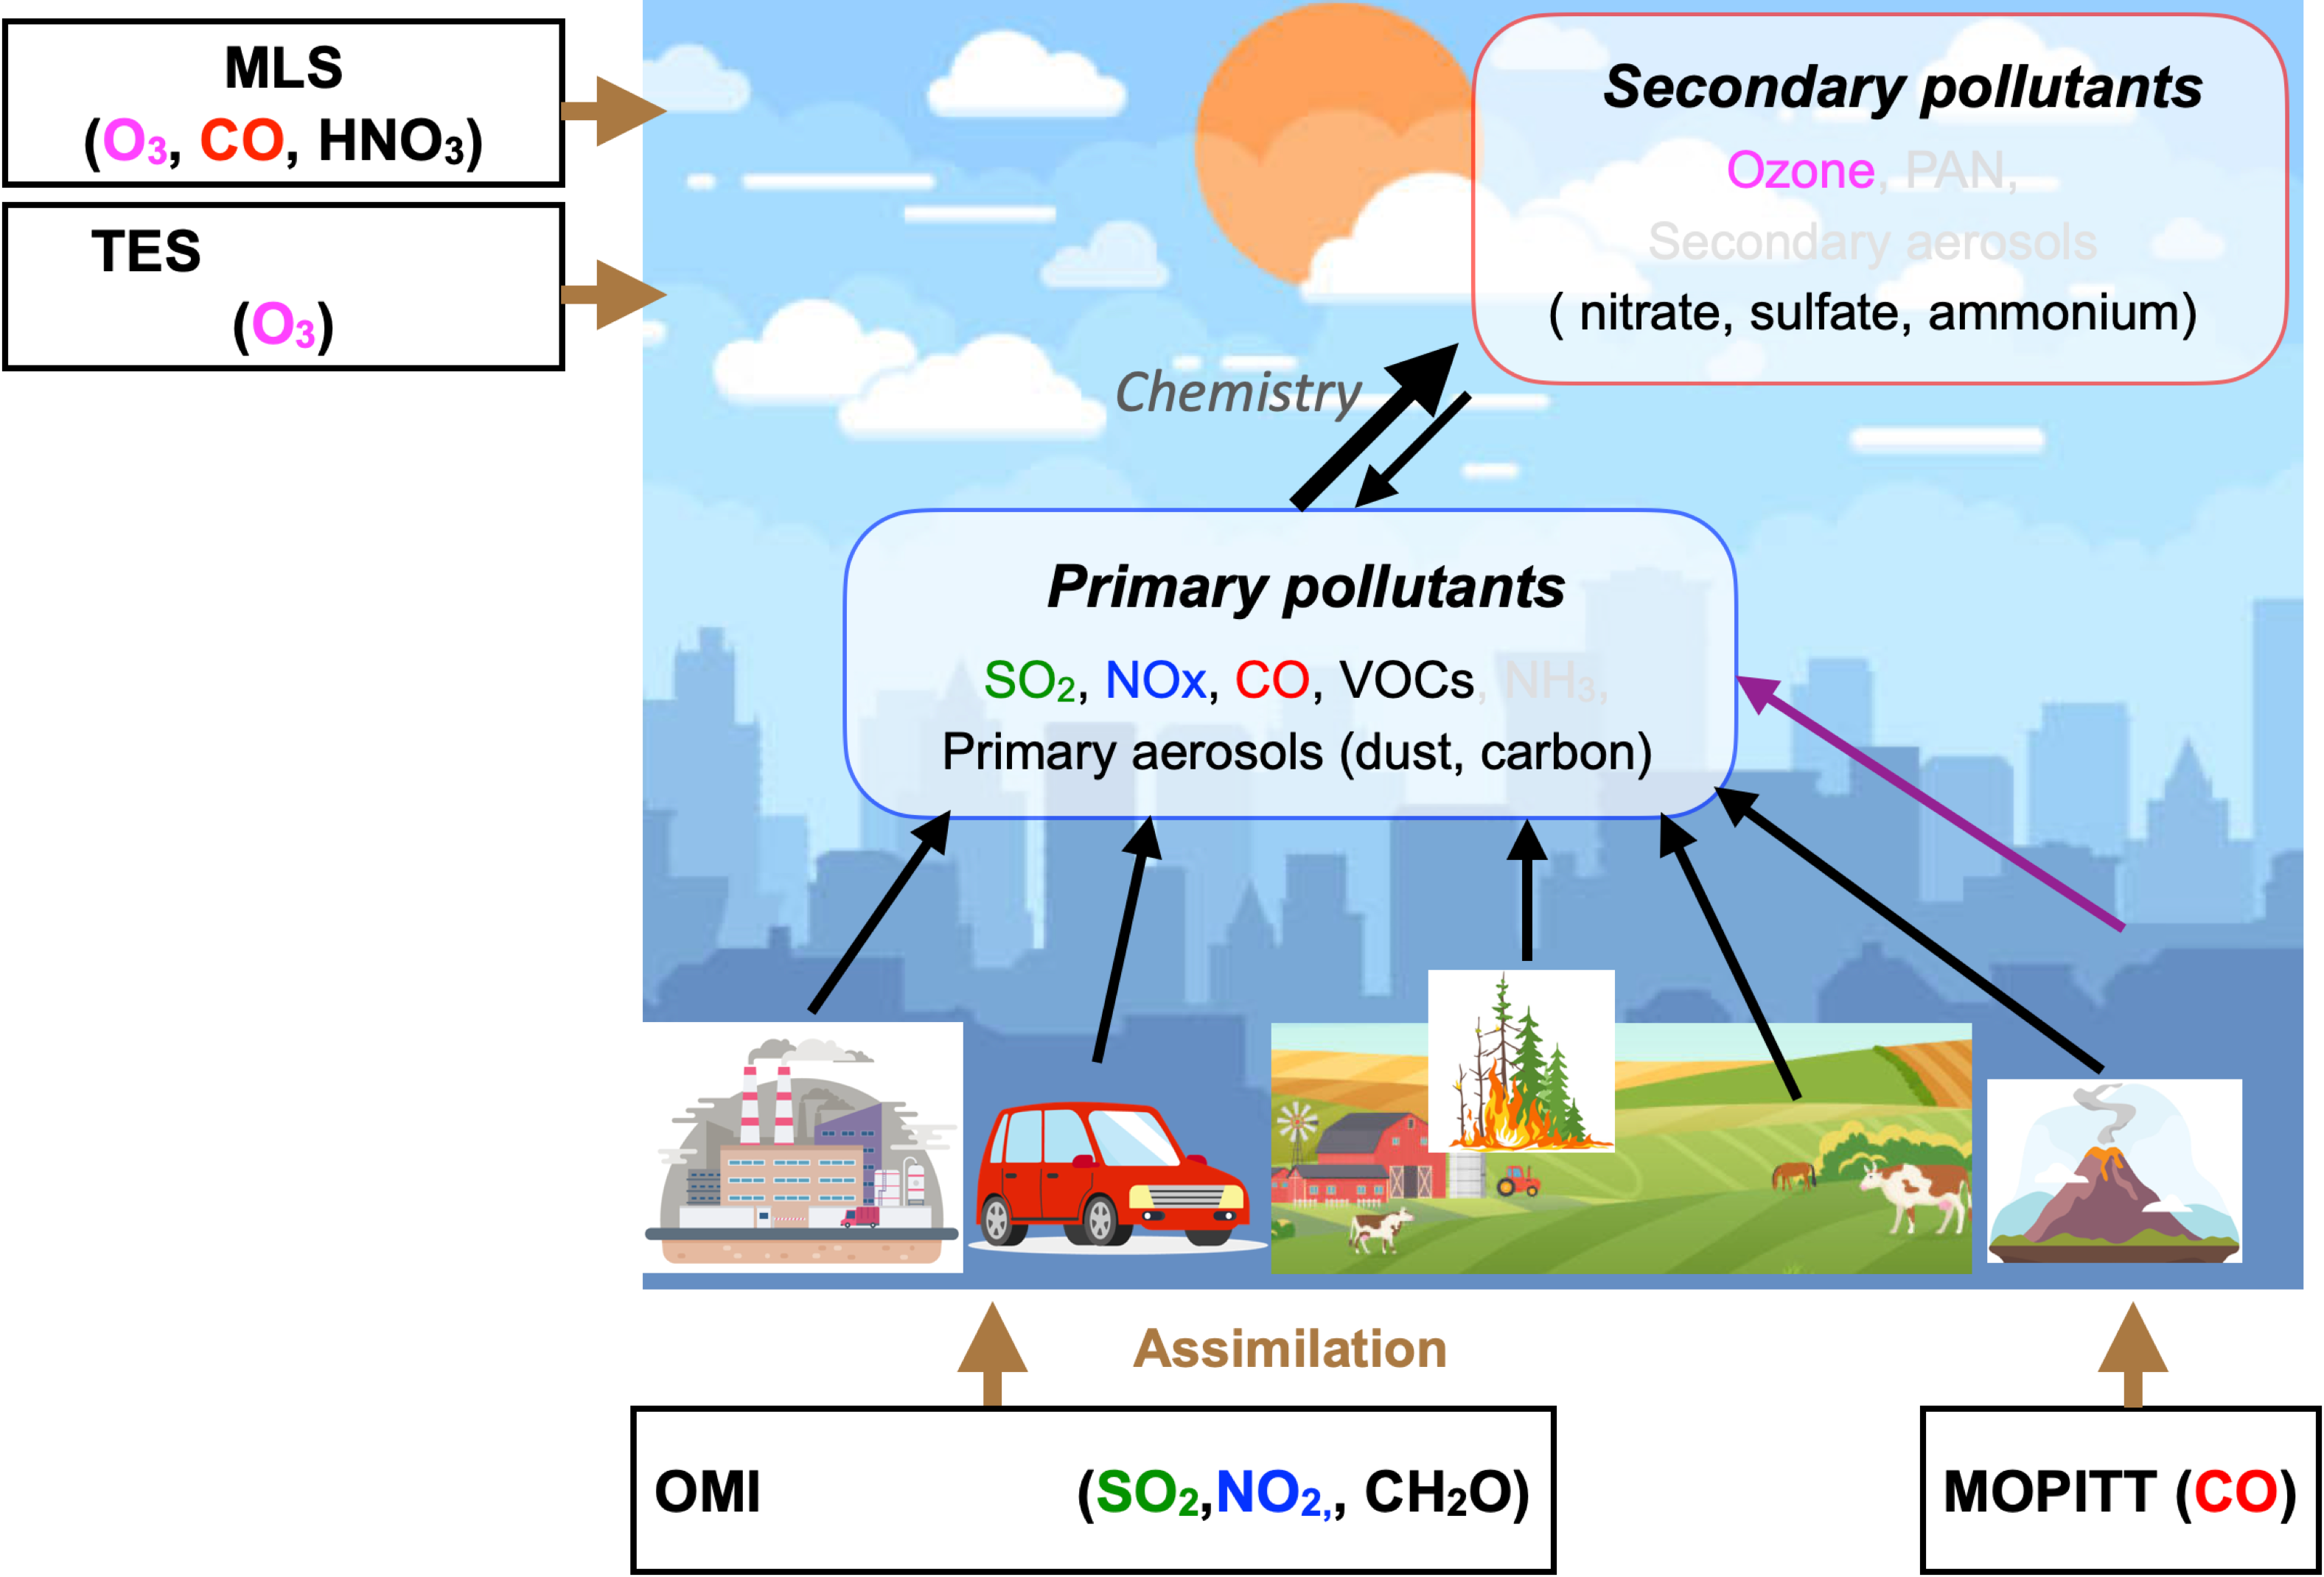 MLS
(O₃, CO, HNO₃)
TES
(O₃)
Secondary pollutants
Ozone, PAN,
Secondary aerosols
( nitrate, sulfate, ammonium)
Chemistry
Primary pollutants
SO₂, NOx, CO, VOCs, NH₃,
Primary aerosols (dust, carbon)
Assimilation
OMI (SO₂,NO₂,, CH₂O)
MOPITT (CO)